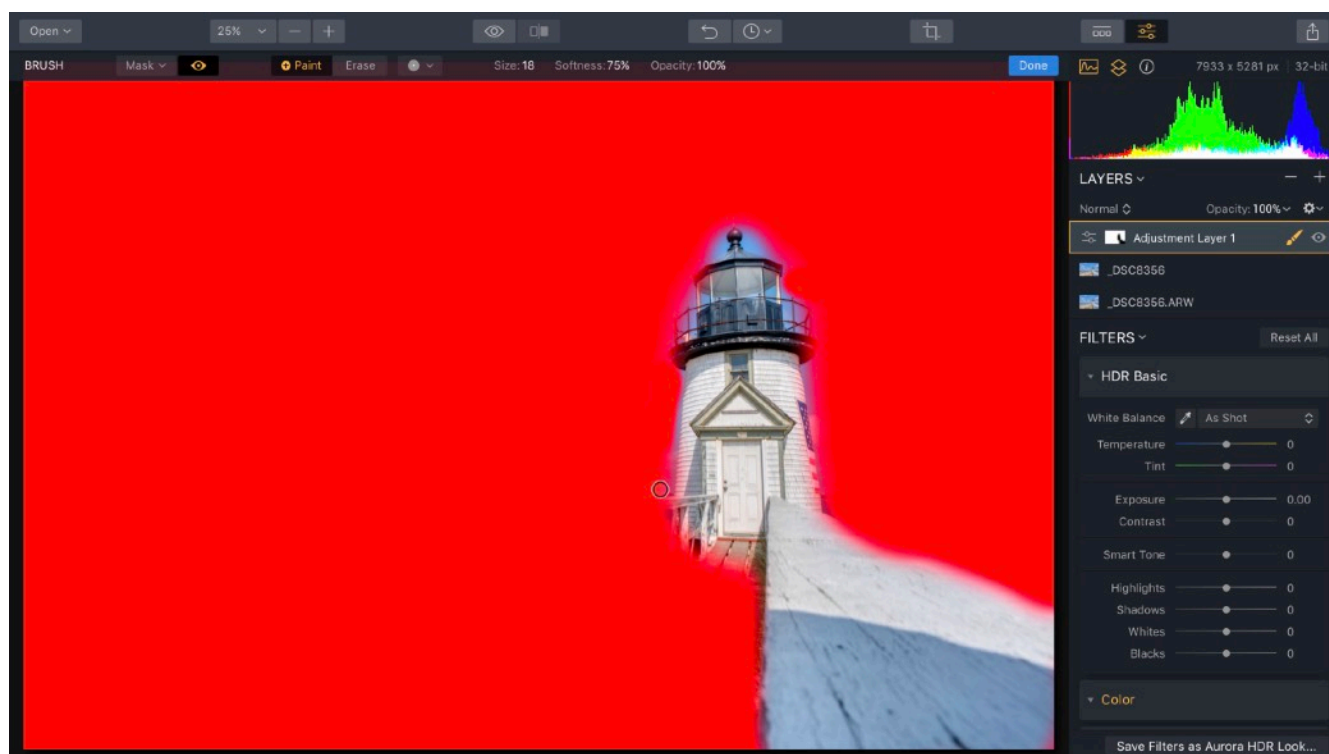 Open 25%
BRUSH Mask Paint Erase Size: 18 Softness: 75% Opacity: 100% Done
7933 x 5281 px 32-bit
LAYERS
Normal Opacity: 100%
Adjustment Layer 1
_DSC8356
_DSC8356.ARW
FILTERS Reset All
HDR Basic
White Balance As Shot
Temperature 0
Tint 0
Exposure 0.00
Contrast 0
Smart Tone 0
Highlights 0
Shadows 0
Whites 0
Blacks 0
Color
Save Filters as Aurora HDR Look...